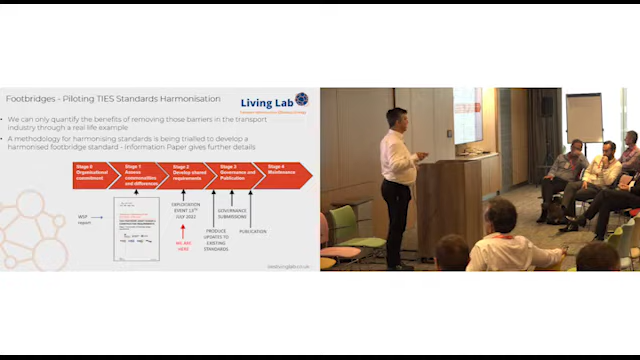 Footbridges - Piloting TIES Standards Harmonisation
Living Lab
• We can only quantify the benefits of removing those barriers in the transport
industry through a real life example
• A methodology for harmonising standards is being trialled to develop a
harmonised footbridge standard - Information Paper gives further details
Stage 0
Organisational
commitment
Stage 1
Assess
commonalities
and differences
Stage 2
Develop shared
requirements
Stage 3
Governance and
Publication
Stage 4
Maintenance
WSP
report
EXPLOITATION
EVENT 13TH
JULY 2022
WE ARE
HERE
GOVERNANCE
SUBMISSIONS
PRODUCE
UPDATES TO
EXISTING
STANDARDS
PUBLICATION